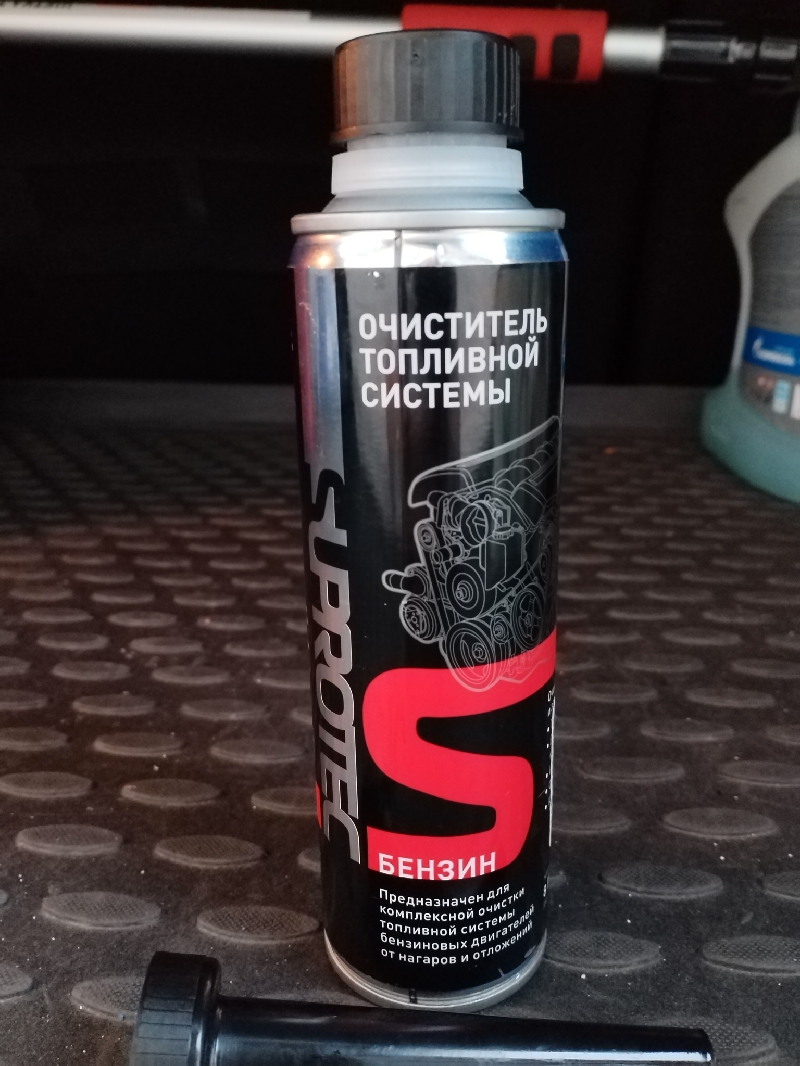 ОЧИСТИТЕЛЬ
ТОПЛИВНОЙ
СИСТЕМЫ
SUPROTEC
БЕНЗИН
Предназначен для
комплексной очистки
топливной системы
бензиновых двигателей
от нагаров и отложений